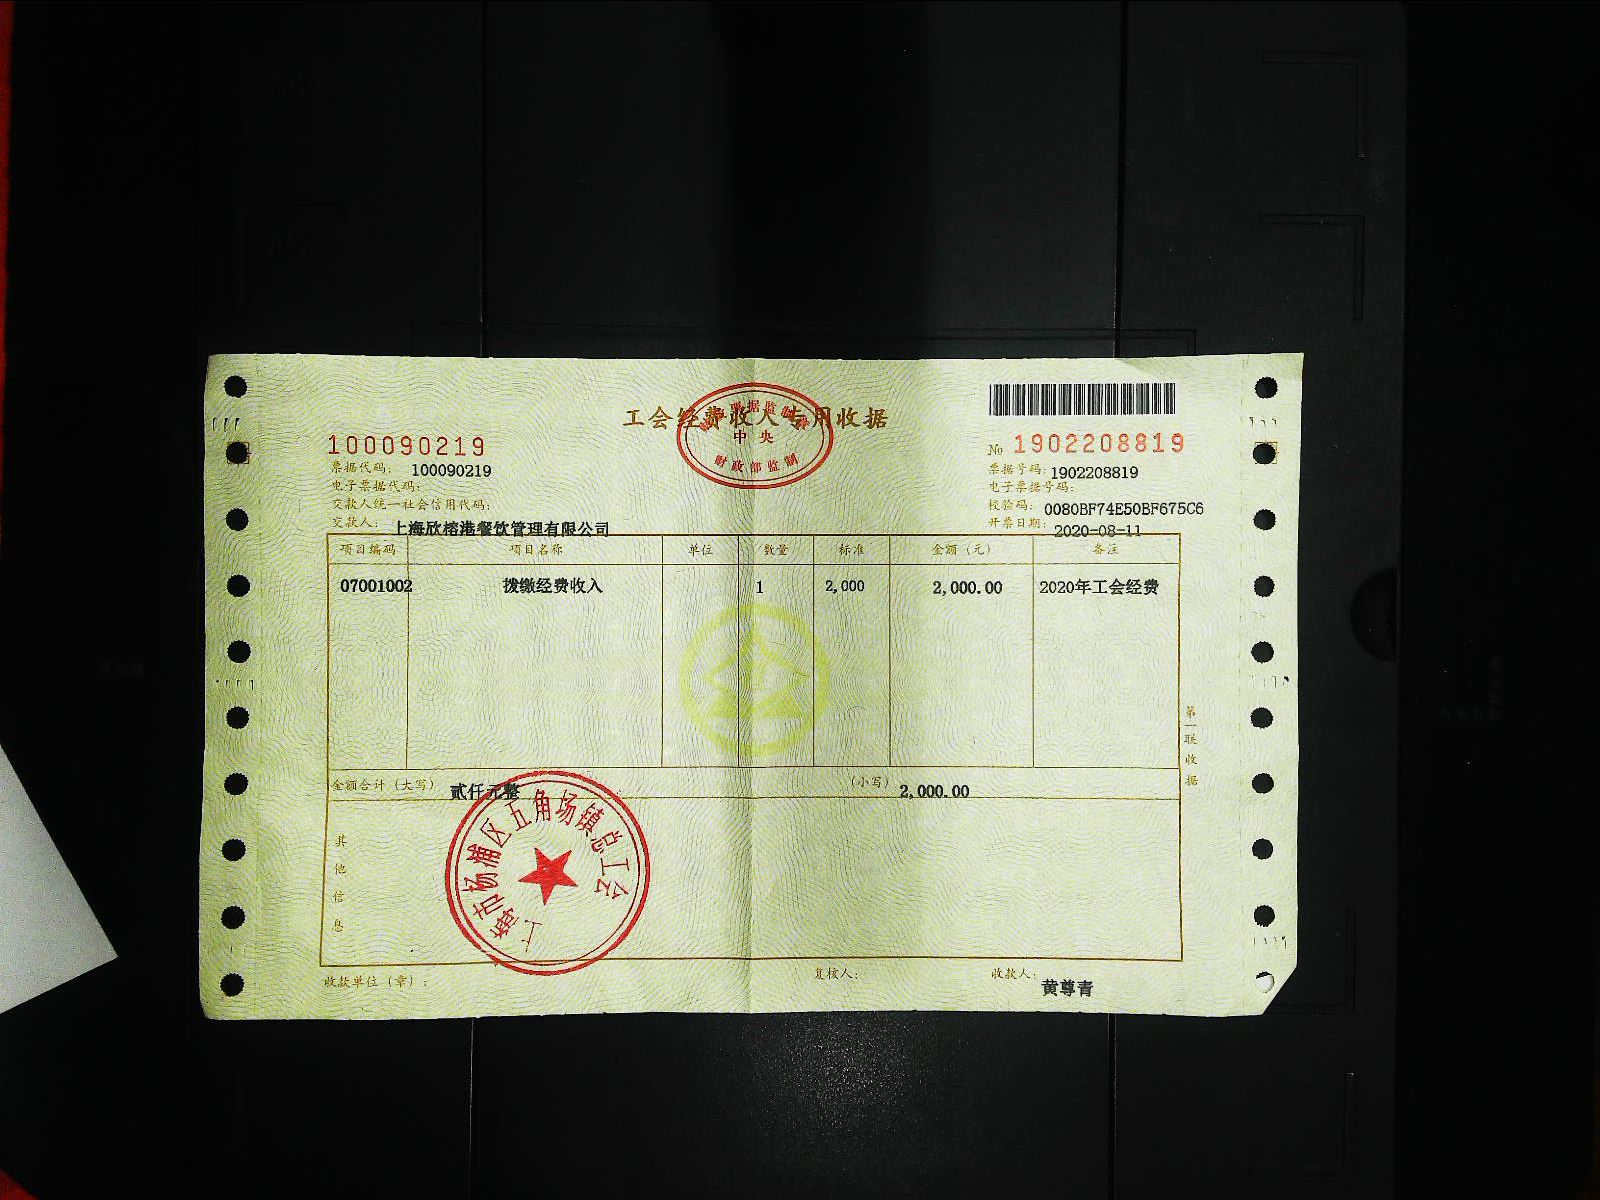 工会经费收入专用收据
财政票据监制章
中央
财政部监制
100090219
No 1902208819
票据代码: 100090219
票据号码: 1902208819
电子票据代码:
电子票据号码:
交款人统一社会信用代码:
校验码: 0080BF74E50BF675C6
交款人: 上海欣榕港餐饮管理有限公司
开票日期: 2020-08-11
项目编码 项目名称 单位 数量 标准 金额（元） 备注
07001002 拨缴经费收入 1 2,000 2,000.00 2020年工会经费
金额合计（大写） 贰仟元整 （小写） 2,000.00
其他信息
上海市杨浦区五角场镇总工会
第一联 收据
收款单位（章）: 复核人: 收款人: 黄尊青